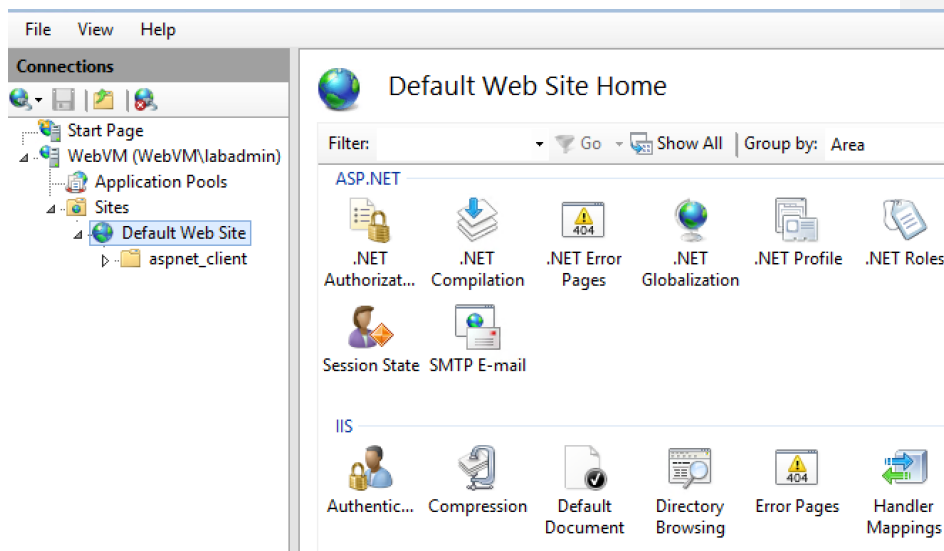 File View Help
Connections
Start Page
WebVM (WebVM\labadmin)
Application Pools
Sites
Default Web Site
aspnet_client
Default Web Site Home
Filter: Go Show All Group by: Area
ASP.NET
.NET Authorizat...
.NET Compilation
404
.NET Error Pages
.NET Globalization
.NET Profile
.NET Roles
Session State
SMTP E-mail
IIS
Authentic...
Compression
Default Document
Directory Browsing
404
Error Pages
Handler Mappings